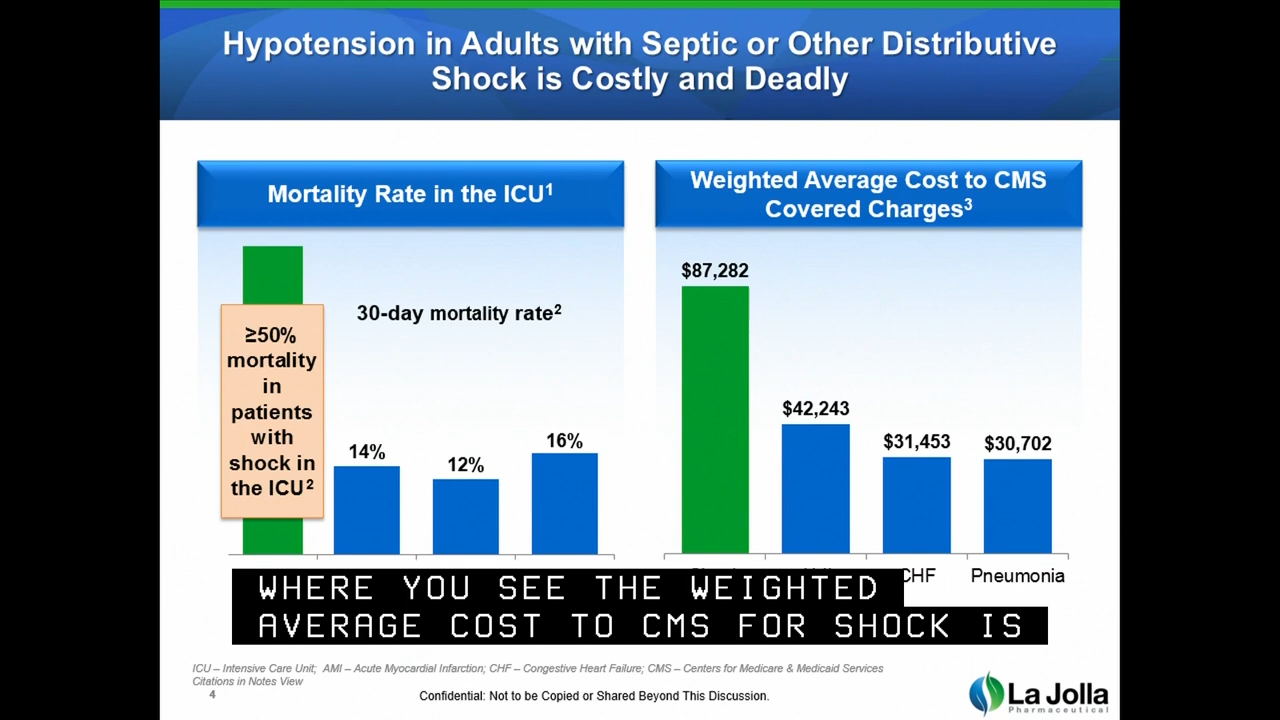 Hypotension in Adults with Septic or Other Distributive
Shock is Costly and Deadly
Mortality Rate in the ICU1
≥50%
mortality
in
patients
with
shock in
the ICU2
30-day mortality rate2
14%
12%
16%
Weighted Average Cost to CMS
Covered Charges3
$87,282
$42,243
$31,453
$30,702
CHF
Pneumonia
WHERE YOU SEE THE WEIGHTED
AVERAGE COST TO CMS FOR SHOCK IS
ICU – Intensive Care Unit; AMI – Acute Myocardial Infarction; CHF – Congestive Heart Failure; CMS – Centers for Medicare & Medicaid Services
Citations in Notes View
4
Confidential: Not to be Copied or Shared Beyond This Discussion.
La Jolla
Pharmaceutical